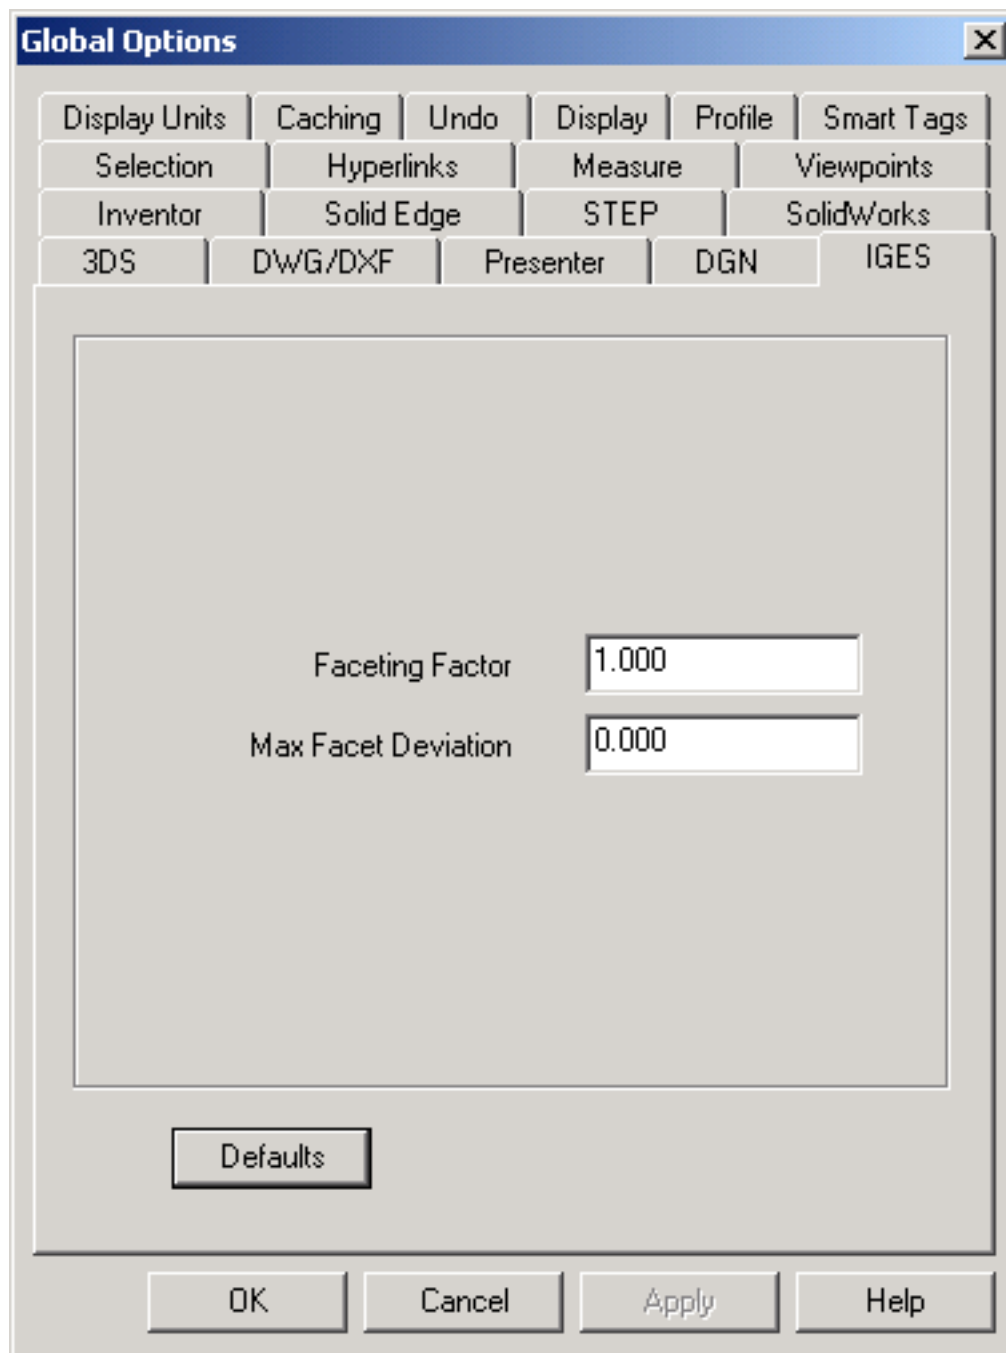 Global Options
Display Units Caching Undo Display Profile Smart Tags
Selection Hyperlinks Measure Viewpoints
Inventor Solid Edge STEP SolidWorks
3DS DWG/DXF Presenter DGN IGES
Faceting Factor 1.000
Max Facet Deviation 0.000
Defaults
OK Cancel Apply Help